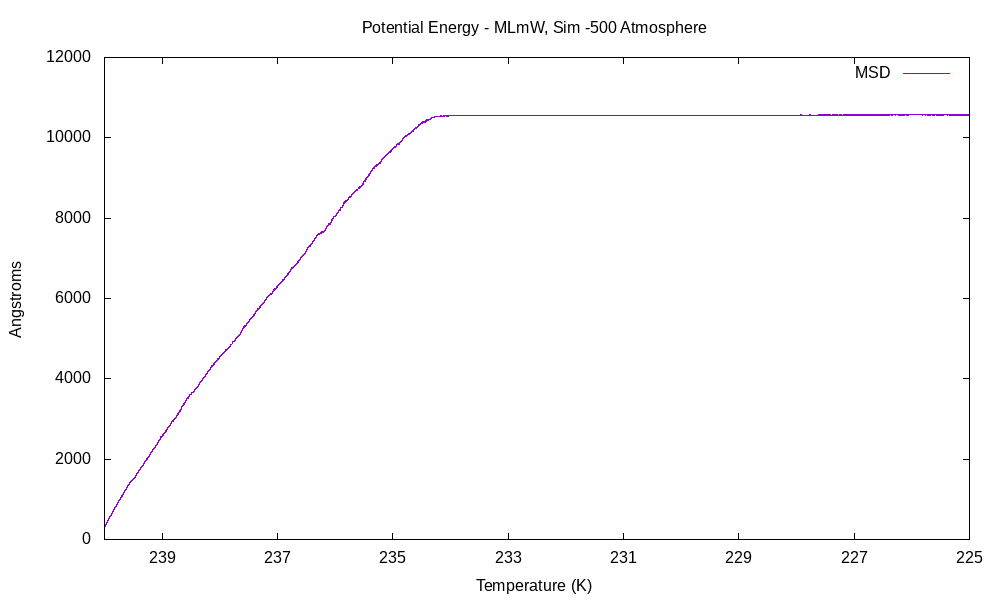 Potential Energy - MLmW, Sim -500 Atmosphere
12000
MSD
10000
8000
6000
4000
2000
0
Angstroms
239 237 235 233 231 229 227 225
Temperature (K)